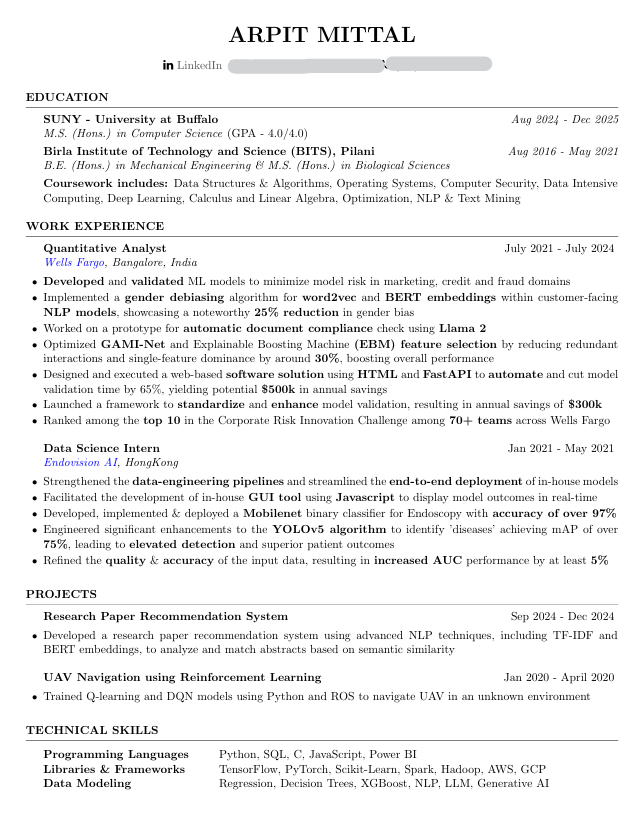 ARPIT MITTAL
in LinkedIn
EDUCATION
SUNY - University at Buffalo Aug 2024 - Dec 2025
M.S. (Hons.) in Computer Science (GPA - 4.0/4.0)
Birla Institute of Technology and Science (BITS), Pilani Aug 2016 - May 2021
B.E. (Hons.) in Mechanical Engineering & M.S. (Hons.) in Biological Sciences
Coursework includes: Data Structures & Algorithms, Operating Systems, Computer Security, Data Intensive
Computing, Deep Learning, Calculus and Linear Algebra, Optimization, NLP & Text Mining
WORK EXPERIENCE
Quantitative Analyst July 2021 - July 2024
Wells Fargo, Bangalore, India
• Developed and validated ML models to minimize model risk in marketing, credit and fraud domains
• Implemented a gender debiasing algorithm for word2vec and BERT embeddings within customer-facing
NLP models, showcasing a noteworthy 25% reduction in gender bias
• Worked on a prototype for automatic document compliance check using Llama 2
• Optimized GAMI-Net and Explainable Boosting Machine (EBM) feature selection by reducing redundant
interactions and single-feature dominance by around 30%, boosting overall performance
• Designed and executed a web-based software solution using HTML and FastAPI to automate and cut model
validation time by 65%, yielding potential $500k in annual savings
• Launched a framework to standardize and enhance model validation, resulting in annual savings of $300k
• Ranked among the top 10 in the Corporate Risk Innovation Challenge among 70+ teams across Wells Fargo
Data Science Intern Jan 2021 - May 2021
Endovision AI, HongKong
• Strengthened the data-engineering pipelines and streamlined the end-to-end deployment of in-house models
• Facilitated the development of in-house GUI tool using Javascript to display model outcomes in real-time
• Developed, implemented & deployed a Mobilenet binary classifier for Endoscopy with accuracy of over 97%
• Engineered significant enhancements to the YOLOv5 algorithm to identify 'diseases' achieving mAP of over
75%, leading to elevated detection and superior patient outcomes
• Refined the quality & accuracy of the input data, resulting in increased AUC performance by at least 5%
PROJECTS
Research Paper Recommendation System Sep 2024 - Dec 2024
• Developed a research paper recommendation system using advanced NLP techniques, including TF-IDF and
BERT embeddings, to analyze and match abstracts based on semantic similarity
UAV Navigation using Reinforcement Learning Jan 2020 - April 2020
• Trained Q-learning and DQN models using Python and ROS to navigate UAV in an unknown environment
TECHNICAL SKILLS
Programming Languages Python, SQL, C, JavaScript, Power BI
Libraries & Frameworks TensorFlow, PyTorch, Scikit-Learn, Spark, Hadoop, AWS, GCP
Data Modeling Regression, Decision Trees, XGBoost, NLP, LLM, Generative AI